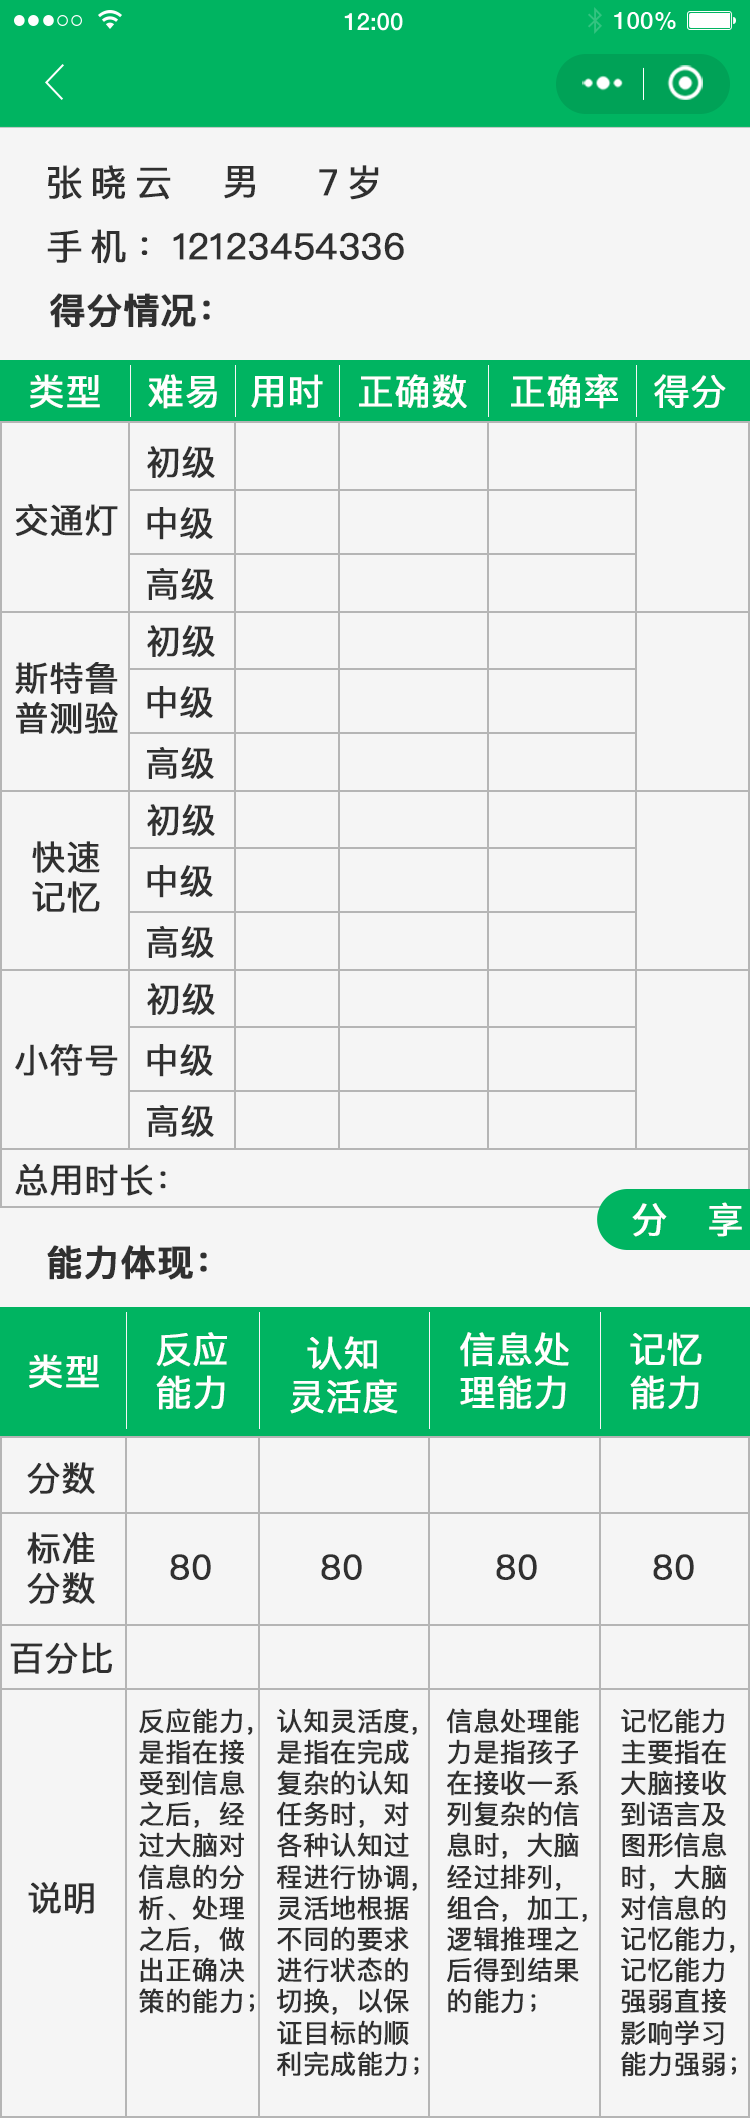 12:00
100%
张晓云 男 7岁
手机：12123454336
得分情况：
类型 难易 用时 正确数 正确率 得分
交通灯
初级
中级
高级
斯特鲁
普测验
初级
中级
高级
快速
记忆
初级
中级
高级
小符号
初级
中级
高级
总用时长：
分 享
能力体现：
类型
反应
能力
认知
灵活度
信息处
理能力
记忆
能力
分数
标准
分数
80 80 80 80
百分比
说明
反应能力，
是指在接
受到信息
之后，经
过大脑对
信息的分
析、处理
之后，做
出正确决
策的能力；
认知灵活度，
是指在完成
复杂的认知
任务时，对
各种认知过
程进行协调，
灵活地根据
不同的要求
进行状态的
切换，以保
证目标的顺
利完成能力；
信息处理能
力是指孩子
在接收一系
列复杂的信
息时，大脑
经过排列，
组合，加工，
逻辑推理之
后得到结果
的能力；
记忆能力
主要指在
大脑接收
到语言及
图形信息
时，大脑
对信息的
记忆能力，
记忆能力
强弱直接
影响学习
能力强弱；